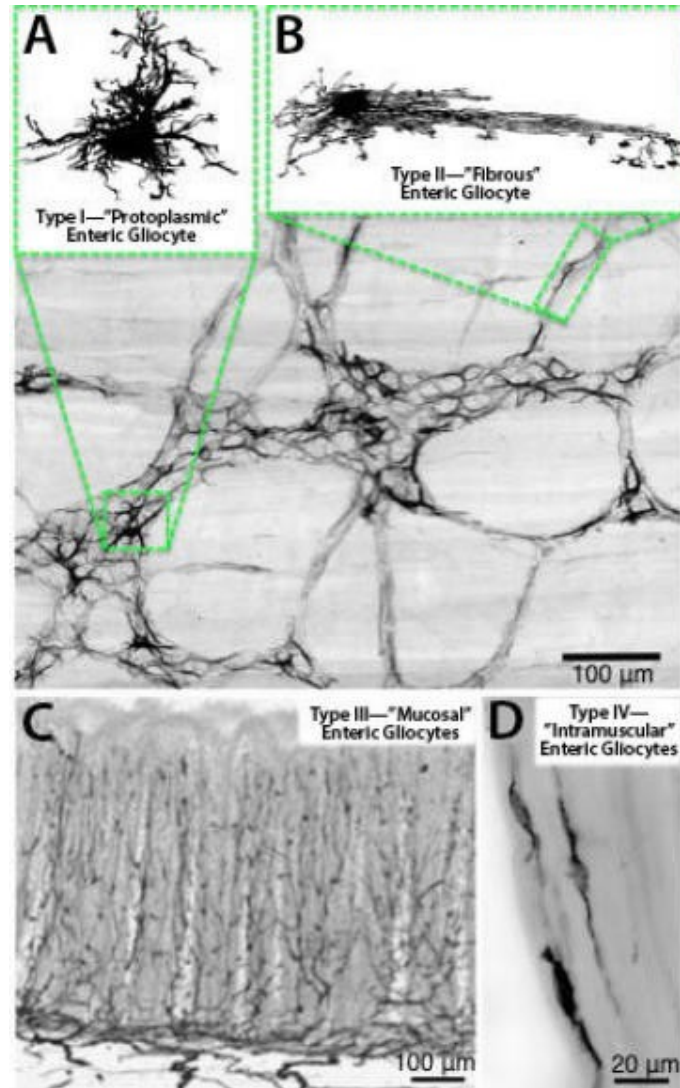 A
Type I—"Protoplasmic"
Enteric Gliocyte
B
Type II—"Fibrous"
Enteric Gliocyte
100 µm
C
Type III—"Mucosal"
Enteric Gliocytes
100 µm
D
Type IV—
"Intramuscular"
Enteric Gliocytes
20 µm